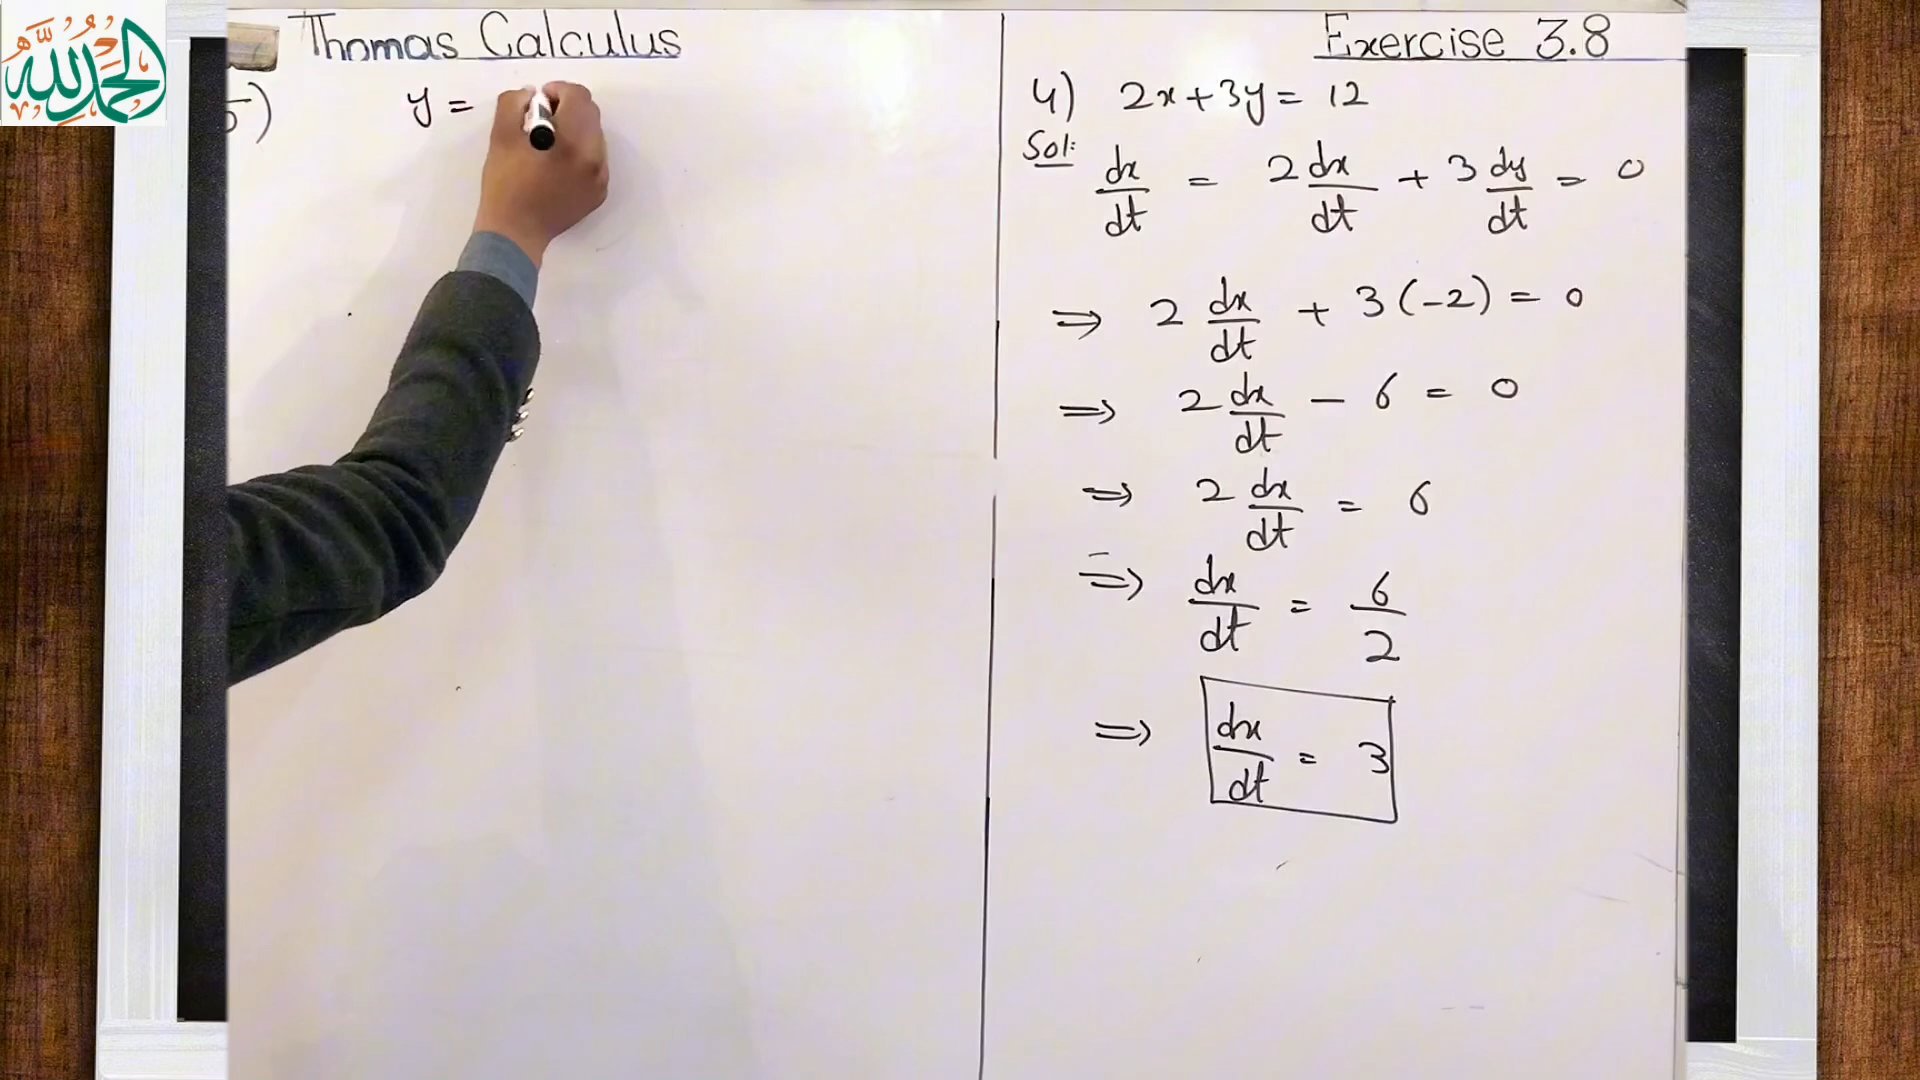 الحمد لله
Thomas Calculus
5) y =
Exercise 3.8
4) 2x+3y = 12
Sol:
dx/dt = 2 dx/dt + 3 dy/dt = 0
⇒ 2 dx/dt + 3(-2) = 0
⇒ 2 dx/dt - 6 = 0
⇒ 2 dx/dt = 6
⇒ dx/dt = 6/2
⇒ dx/dt = 3